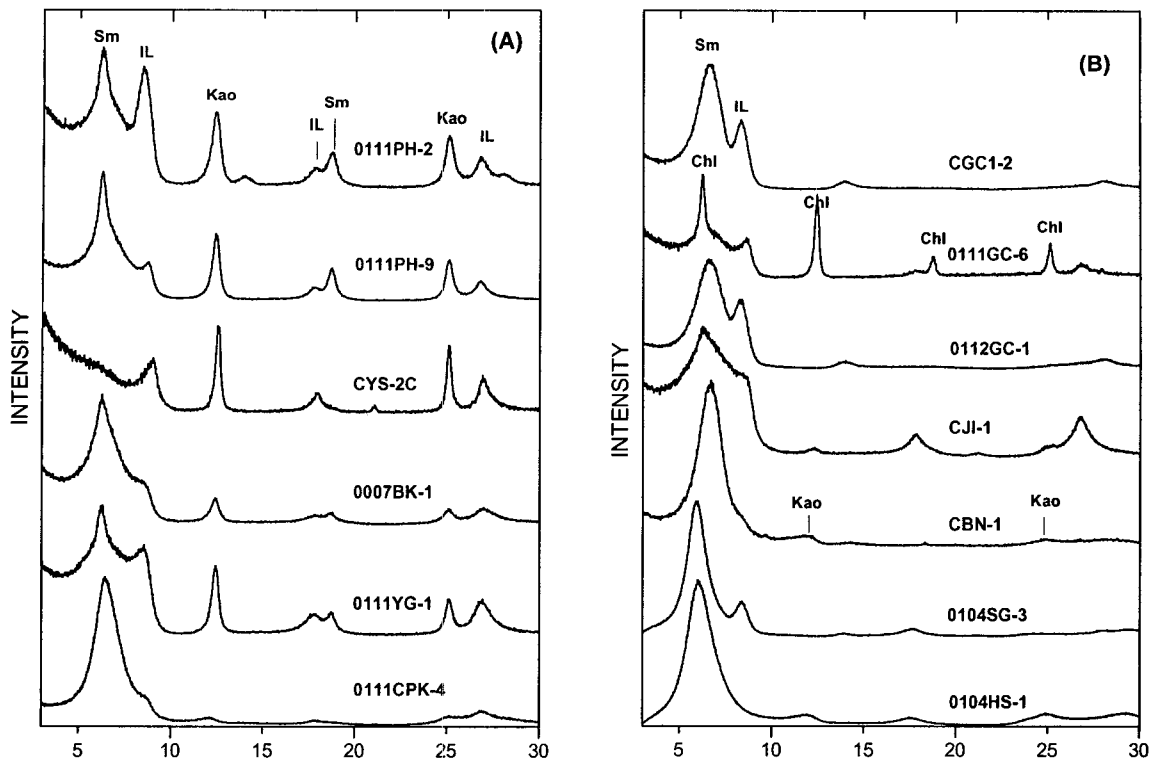 (A)
Sm
IL
Kao
IL
Sm
Kao
IL
0111PH-2
0111PH-9
CYS-2C
0007BK-1
0111YG-1
0111CPK-4
INTENSITY
5 10 15 20 25 30
(B)
Sm
IL
CGC1-2
Chl
Chl
Chl
Chl
0111GC-6
0112GC-1
CJI-1
Kao
Kao
CBN-1
0104SG-3
0104HS-1
INTENSITY
5 10 15 20 25 30